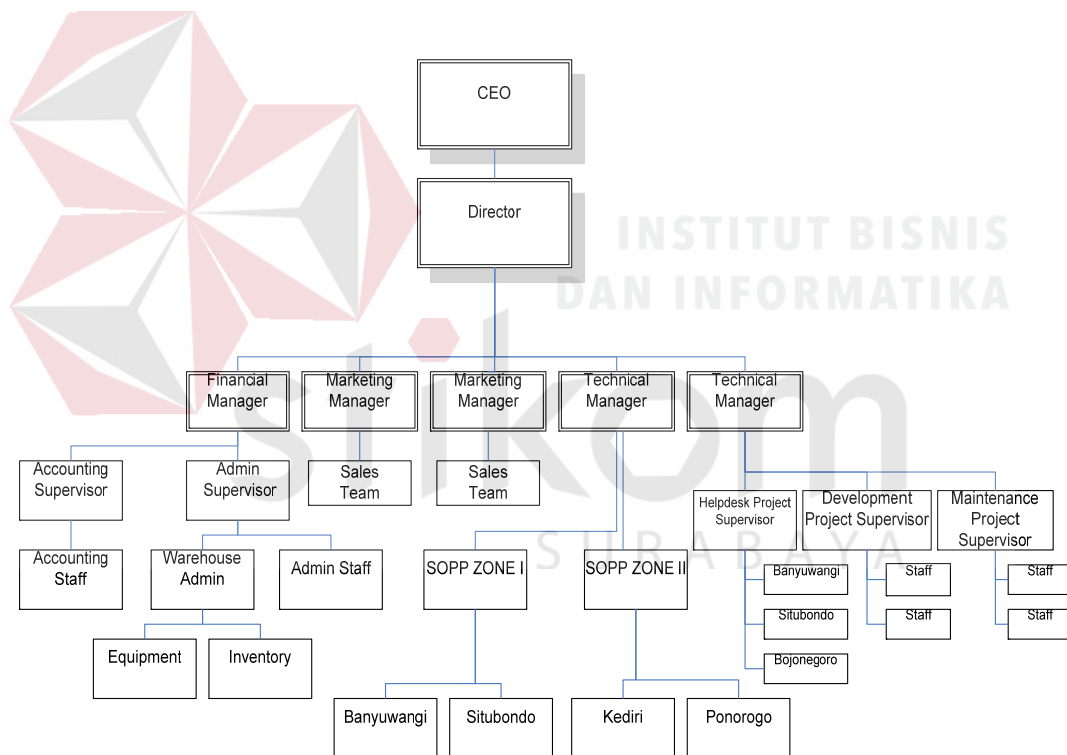 CEO
Director
INSTITUT BISNIS
DAN INFORMATIKA
stikom
SURABAYA
Financial
Manager
Marketing
Manager
Marketing
Manager
Technical
Manager
Technical
Manager
Accounting
Supervisor
Admin
Supervisor
Sales
Team
Sales
Team
Helpdesk Project
Supervisor
Development
Project Supervisor
Maintenance
Project
Supervisor
Accounting
Staff
Warehouse
Admin
Admin Staff
SOPP ZONE I
SOPP ZONE II
Banyuwangi
Situbondo
Bojonegoro
Staff
Staff
Staff
Staff
Equipment
Inventory
Banyuwangi
Situbondo
Kediri
Ponorogo